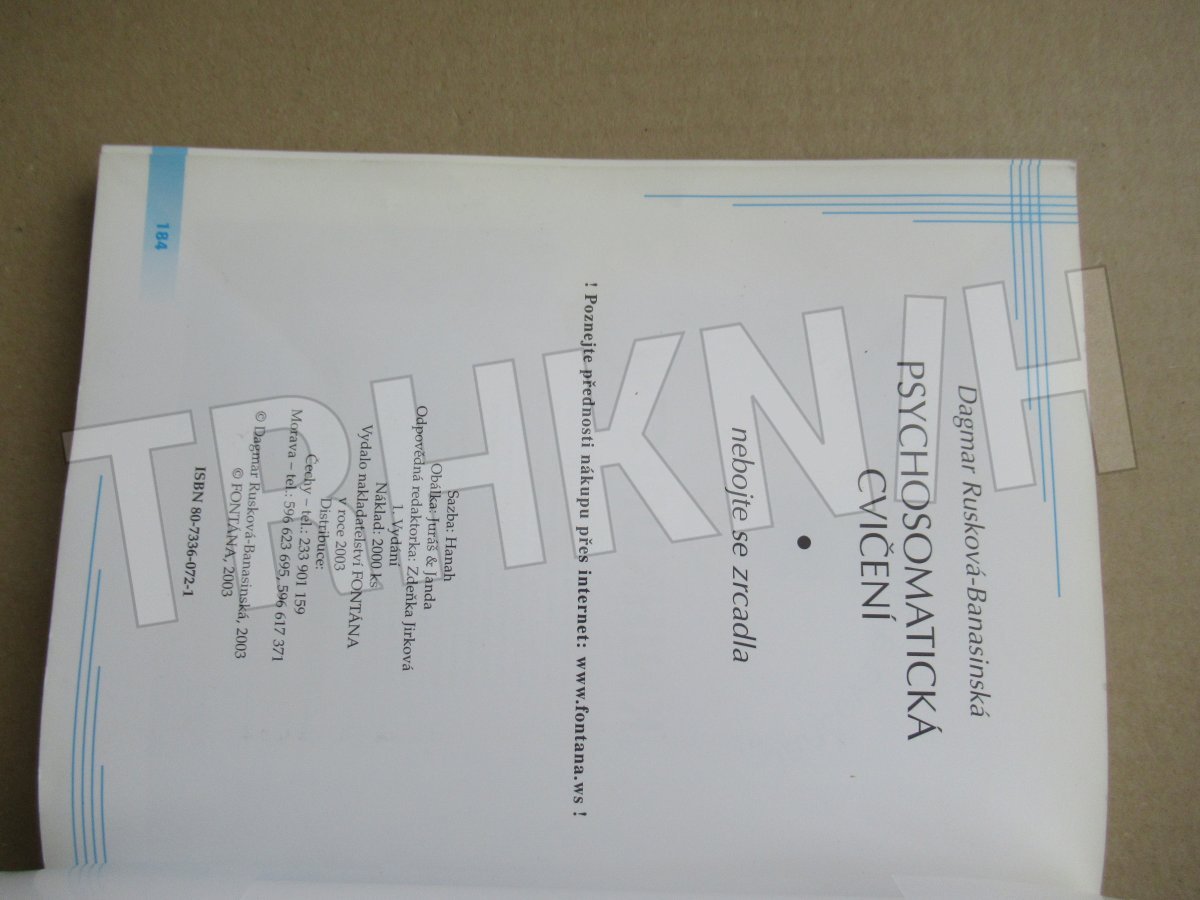 Dagmar Rusková-Banasinská
PSYCHOSOMATICKÁ
CVIČENÍ
•
nebojte se zrcadla
! Poznejte přednosti nákupu přes internet: www.fontana.ws !
Sazba: Hanah
Obálka: Juráš & Janda
Odpovědná redaktorka: Zdeňka Jirková
1. Vydání
Náklad: 2000 ks
Vydalo nakladatelství FONTÁNA
v roce 2003
Distribuce:
Čechy – tel.: 233 901 159
Morava – tel.: 596 623 695, 596 617 371
© Dagmar Rusková-Banasinská, 2003
© FONTÁNA, 2003
ISBN 80-7336-072-1
184
TRHKNIH